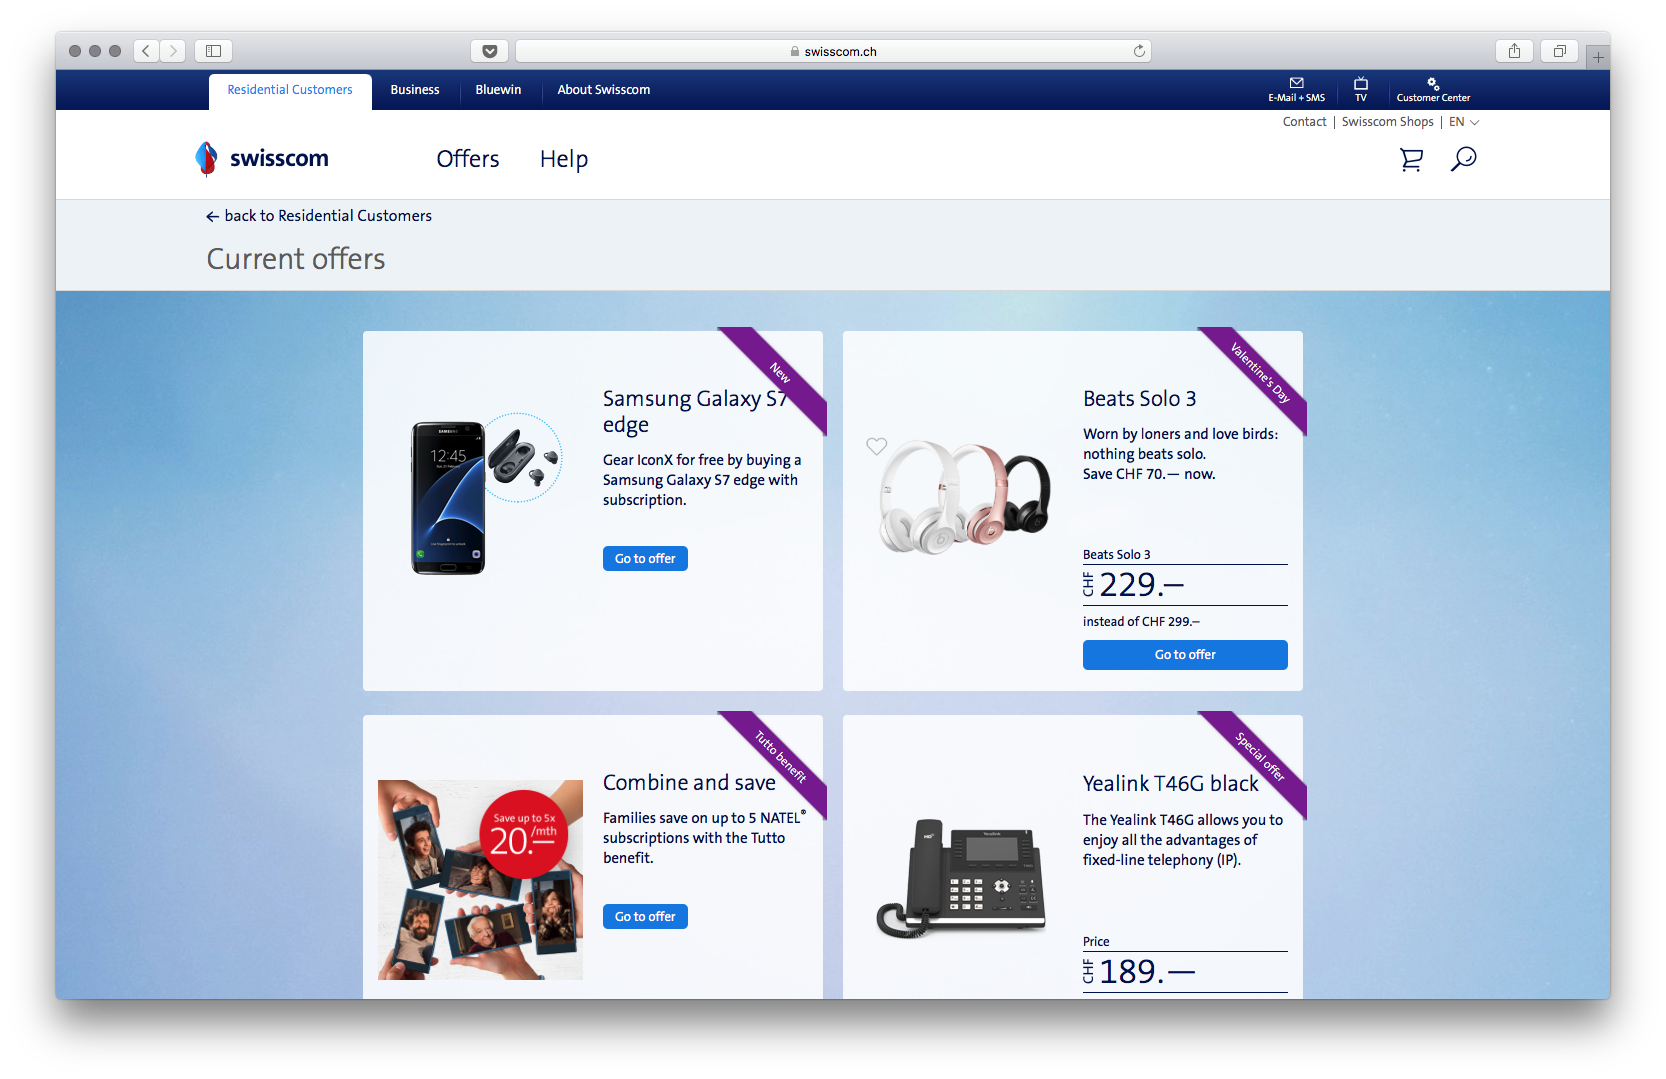 swisscom.ch
Residential Customers
Business
Bluewin
About Swisscom
E-Mail + SMS
TV
Customer Center
Contact | Swisscom Shops | EN
swisscom
Offers
Help
← back to Residential Customers
Current offers
New
Samsung Galaxy S7
edge
Gear IconX for free by buying a
Samsung Galaxy S7 edge with
subscription.
Go to offer
SAMSUNG
12:45
Valentine's Day
Beats Solo 3
Worn by loners and love birds:
nothing beats solo.
Save CHF 70.— now.
Beats Solo 3
CHF 229.—
instead of CHF 299.—
Go to offer
Tutto benefit
Combine and save
Families save on up to 5 NATEL®
subscriptions with the Tutto
benefit.
Go to offer
Save up to 5x
20.—/mth
Special offer
Yealink T46G black
The Yealink T46G allows you to
enjoy all the advantages of
fixed-line telephony (IP).
Yealink
Price
CHF 189.—